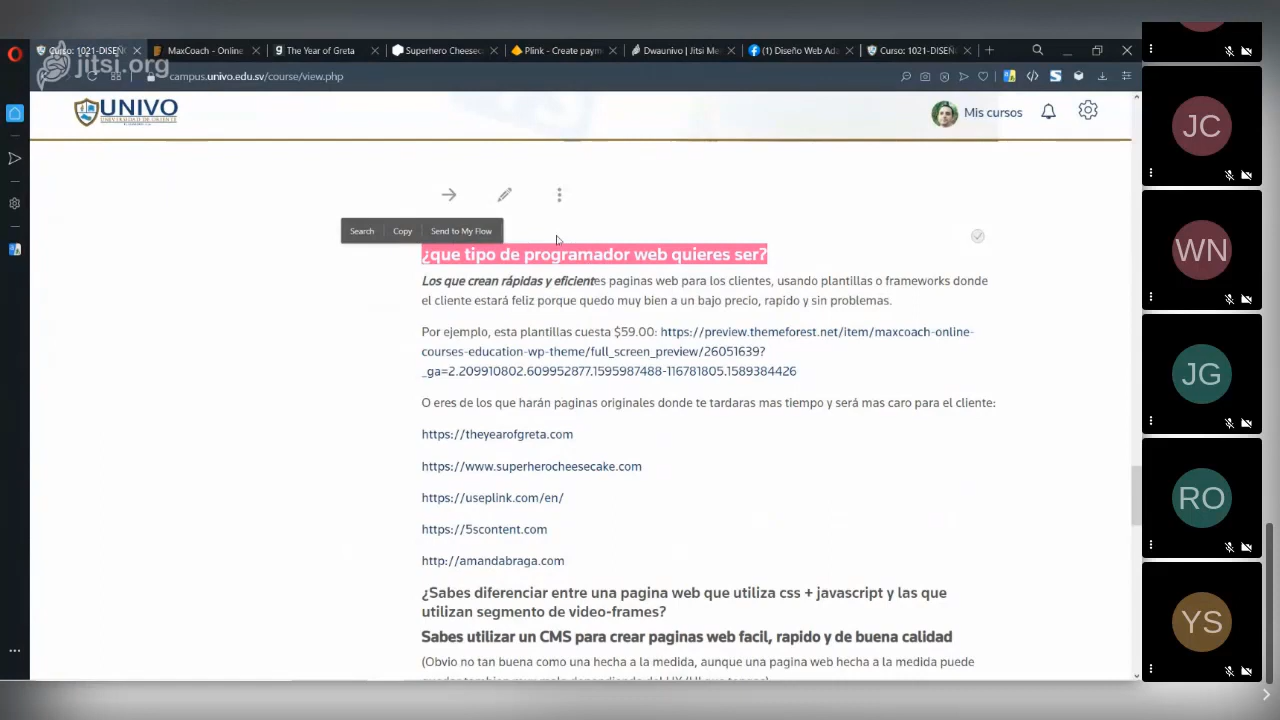 Curso: 1021-DISEÑ
MaxCoach - Online
The Year of Greta
Superhero Cheesec
Plink - Create paym
Dwaunivo | Jitsi Me
(1) Diseño Web Ada
Curso: 1021-DISEÑ
jitsi.org
campus.univo.edu.sv/course/view.php
UNIVO
UNIVERSIDAD DE ORIENTE
Mis cursos
Search
Copy
Send to My Flow
¿que tipo de programador web quieres ser?
Los que crean rápidas y eficientes paginas web para los clientes, usando plantillas o frameworks donde
el cliente estará feliz porque quedo muy bien a un bajo precio, rapido y sin problemas.
Por ejemplo, esta plantillas cuesta $59.00: https://preview.themeforest.net/item/maxcoach-online-
courses-education-wp-theme/full_screen_preview/26051639?
_ga=2.209910802.609952877.1595987488-116781805.1589384426
O eres de los que harán paginas originales donde te tardaras mas tiempo y será mas caro para el cliente:
https://theyearofgreta.com
https://www.superherocheesecake.com
https://useplink.com/en/
https://5scontent.com
http://amandabraga.com
¿Sabes diferenciar entre una pagina web que utiliza css + javascript y las que
utilizan segmento de video-frames?
Sabes utilizar un CMS para crear paginas web facil, rapido y de buena calidad
(Obvio no tan buena como una hecha a la medida, aunque una pagina web hecha a la medida puede
JC
WN
JG
RO
YS